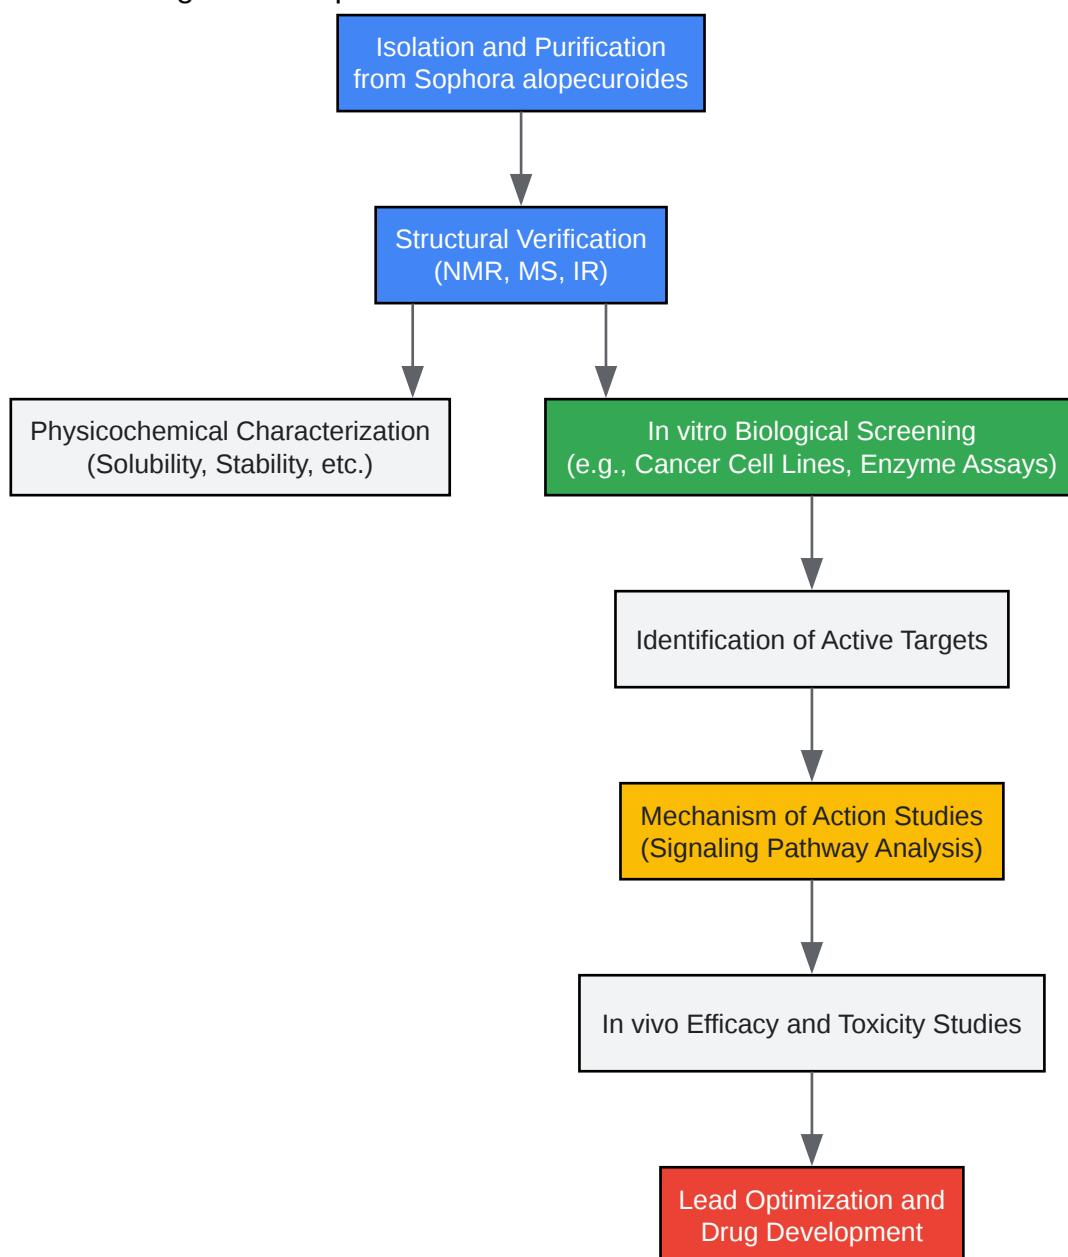 Isolation and Purification
from Sophora alopecuroides
Structural Verification
(NMR, MS, IR)
Physicochemical Characterization
(Solubility, Stability, etc.)
In vitro Biological Screening
(e.g., Cancer Cell Lines, Enzyme Assays)
Identification of Active Targets
Mechanism of Action Studies
(Signaling Pathway Analysis)
In vivo Efficacy and Toxicity Studies
Lead Optimization and
Drug Development